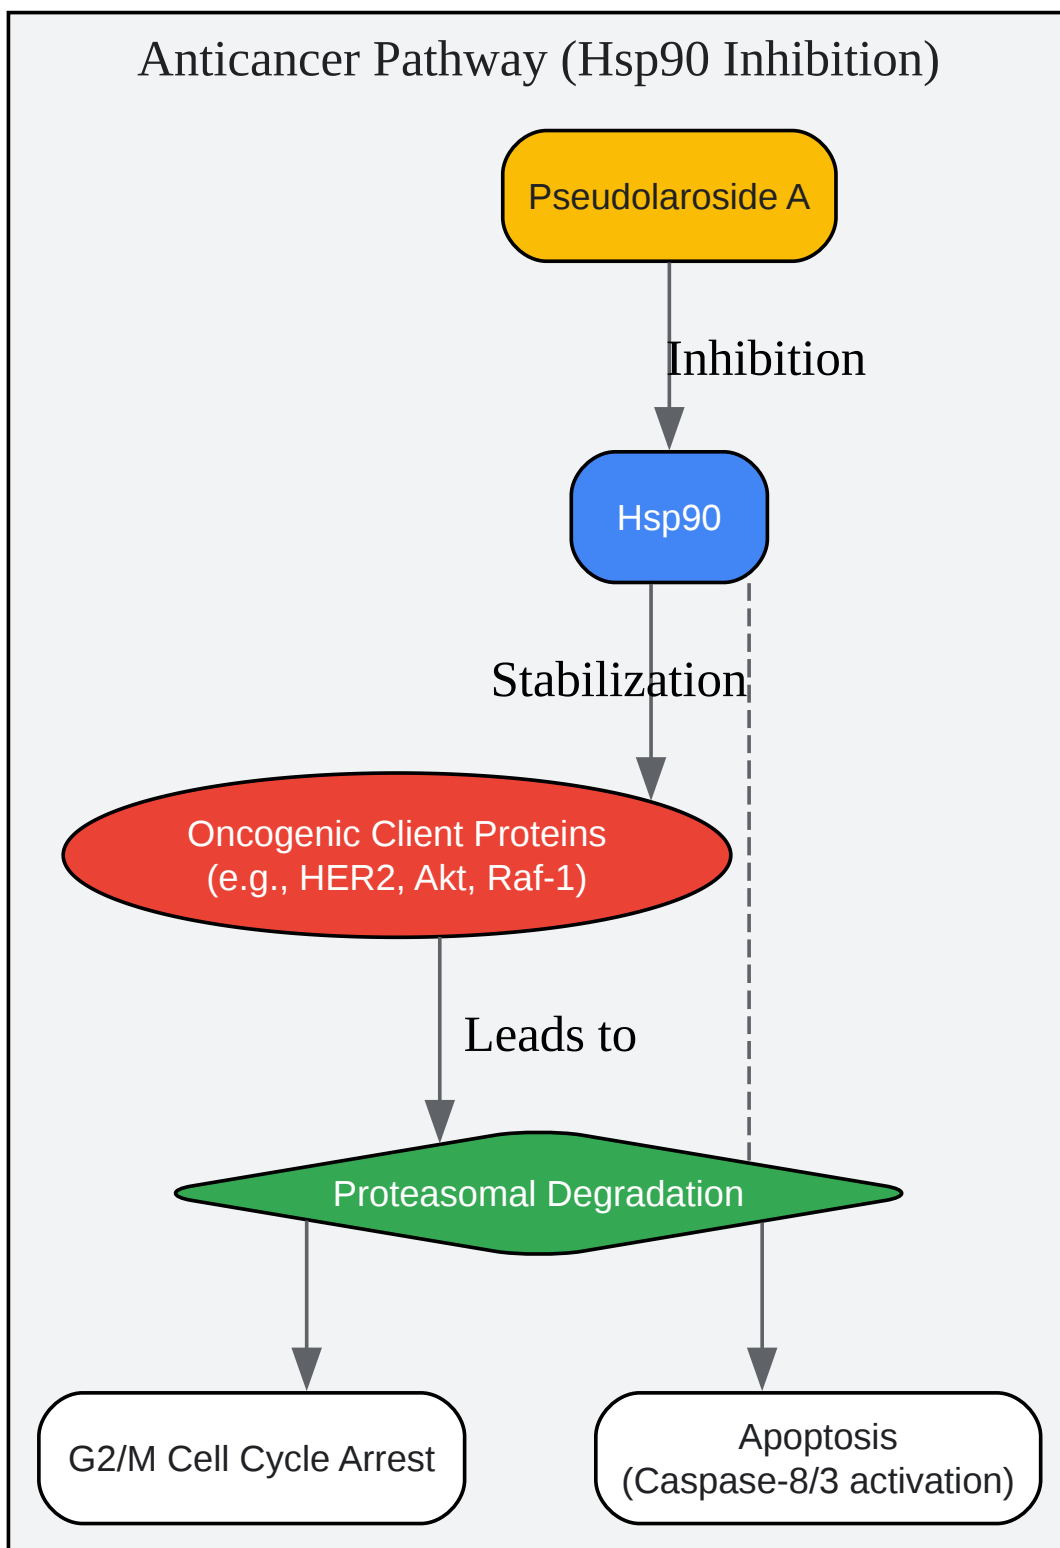 Anticancer Pathway (Hsp90 Inhibition)
Pseudolaroside A
Inhibition
Hsp90
Stabilization
Oncogenic Client Proteins
(e.g., HER2, Akt, Raf-1)
Leads to
Proteasomal Degradation
G2/M Cell Cycle Arrest
Apoptosis
(Caspase-8/3 activation)